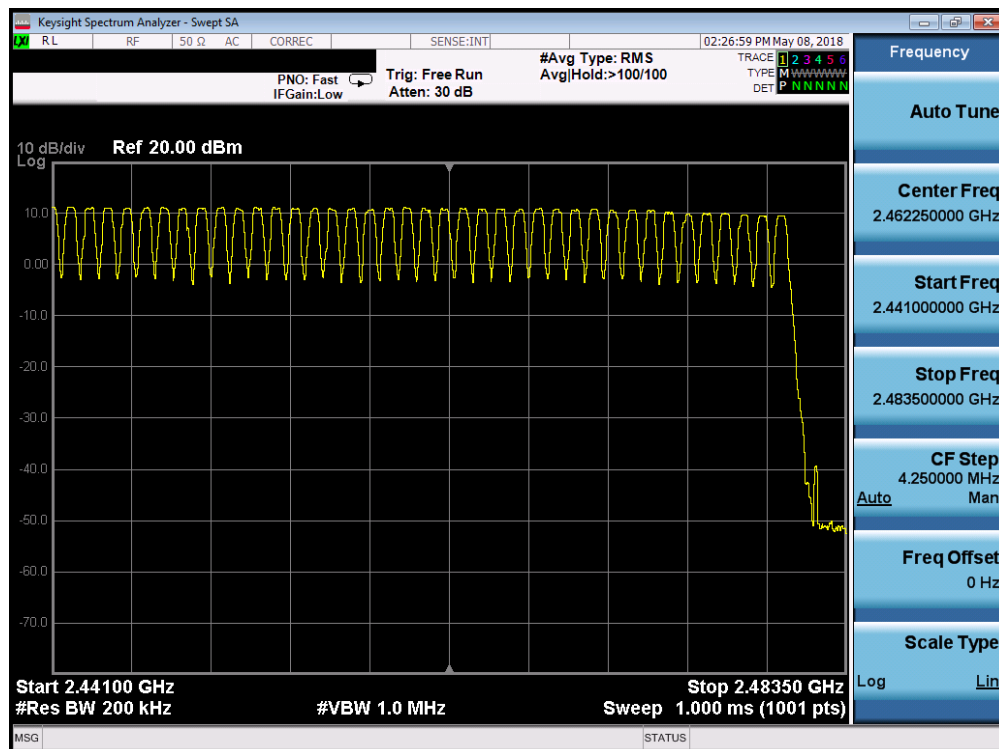 Keysight Spectrum Analyzer - Swept SA
LXI RL RF 50 Ω AC CORREC SENSE:INT 02:26:59 PM May 08, 2018
#Avg Type: RMS TRACE 1 2 3 4 5 6
PNO: Fast Trig: Free Run Avg|Hold:>100/100 TYPE M WWWWW
IFGain:Low Atten: 30 dB DET P N N N N N
10 dB/div Ref 20.00 dBm
Log
10.0
0.00
-10.0
-20.0
-30.0
-40.0
-50.0
-60.0
-70.0
Start 2.44100 GHz Stop 2.48350 GHz
#Res BW 200 kHz #VBW 1.0 MHz Sweep 1.000 ms (1001 pts)
MSG STATUS
Frequency
Auto Tune
Center Freq
2.462250000 GHz
Start Freq
2.441000000 GHz
Stop Freq
2.483500000 GHz
CF Step
4.250000 MHz
Auto Man
Freq Offset
0 Hz
Scale Type
Log Lin